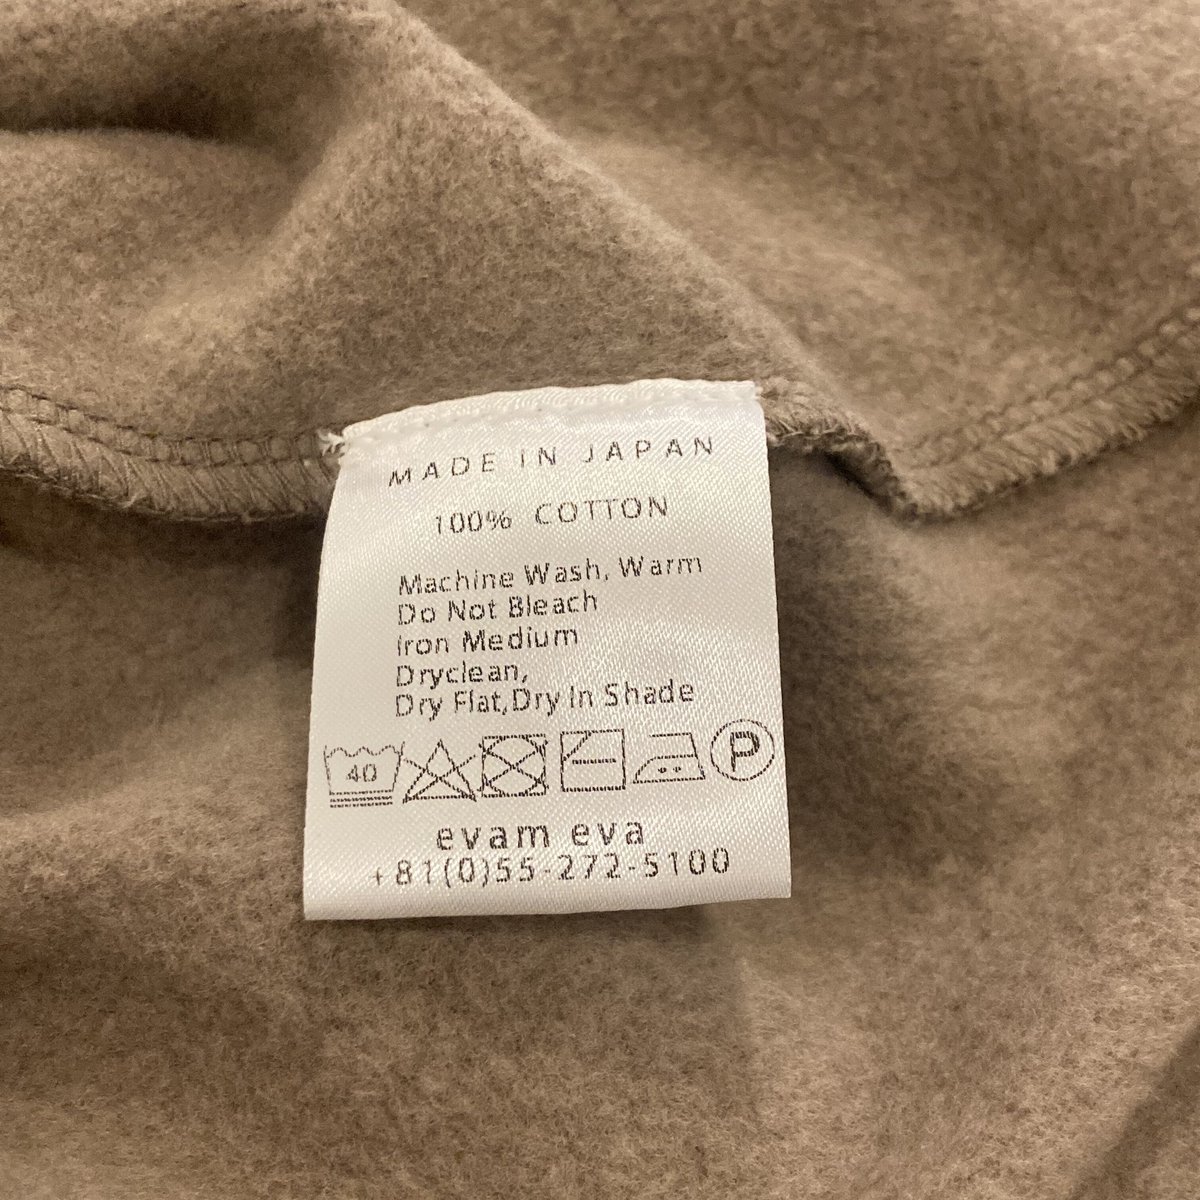 MADE IN JAPAN
100% COTTON
Machine Wash, Warm
Do Not Bleach
Iron Medium
Dryclean,
Dry Flat,Dry In Shade
40 P
evam eva
+81(0)55-272-5100